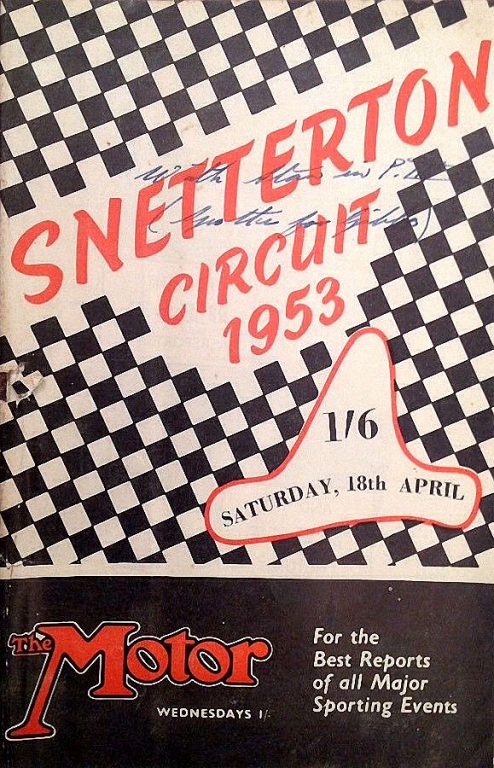 SNETTERTON
CIRCUIT
1953
1/6
SATURDAY, 18th APRIL
The Motor
WEDNESDAYS 1/-
For the
Best Reports
of all Major
Sporting Events